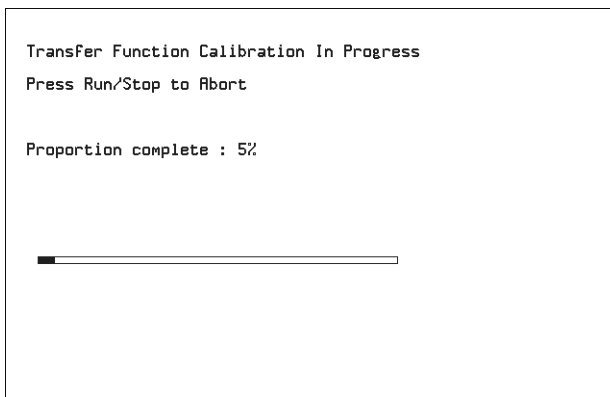 Transfer Function Calibration In Progress
Press Run/Stop to Abort
Proportion complete : 5%